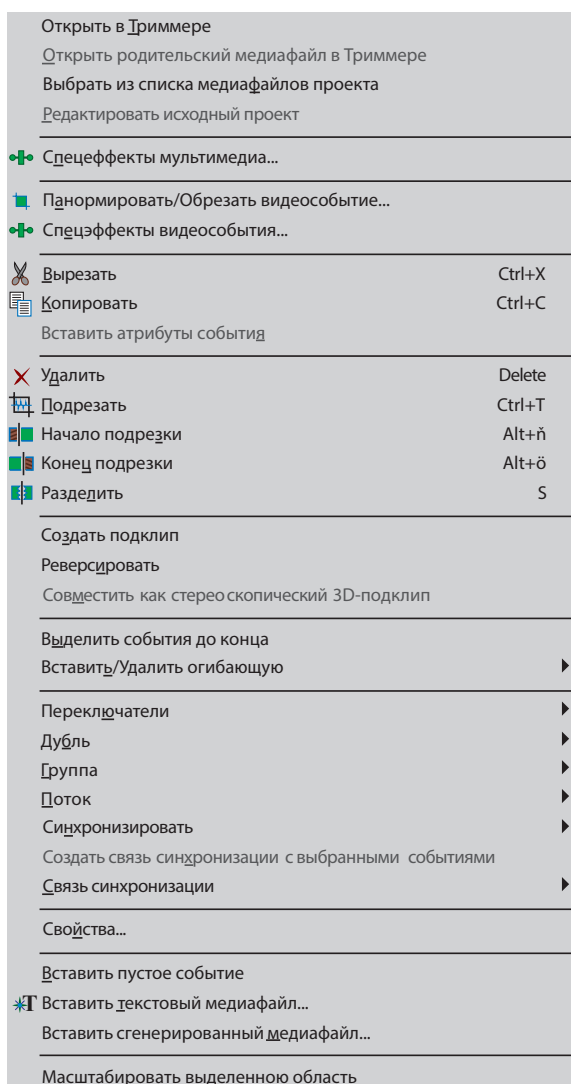 Открыть в Триммере
Открыть родительский медиафайл в Триммере
Выбрать из списка медиафайлов проекта
Редактировать исходный проект
Спецеффекты мультимедиа...
Панормировать/Обрезать видеособытие...
Спецэффекты видеособытия...
Вырезать Ctrl+X
Копировать Ctrl+C
Вставить атрибуты события
Удалить Delete
Подрезать Ctrl+T
Начало подрезки Alt+ň
Конец подрезки Alt+ö
Разделить S
Создать подклип
Реверсировать
Совместить как стереоскопический 3D-подклип
Выделить события до конца
Вставить/Удалить огибающую
Переключатели
Дубль
Группа
Поток
Синхронизировать
Создать связь синхронизации с выбранными событиями
Связь синхронизации
Свойства...
Вставить пустое событие
Вставить текстовый медиафайл...
Вставить сгенерированный медиафайл...
Масштабировать выделенною область